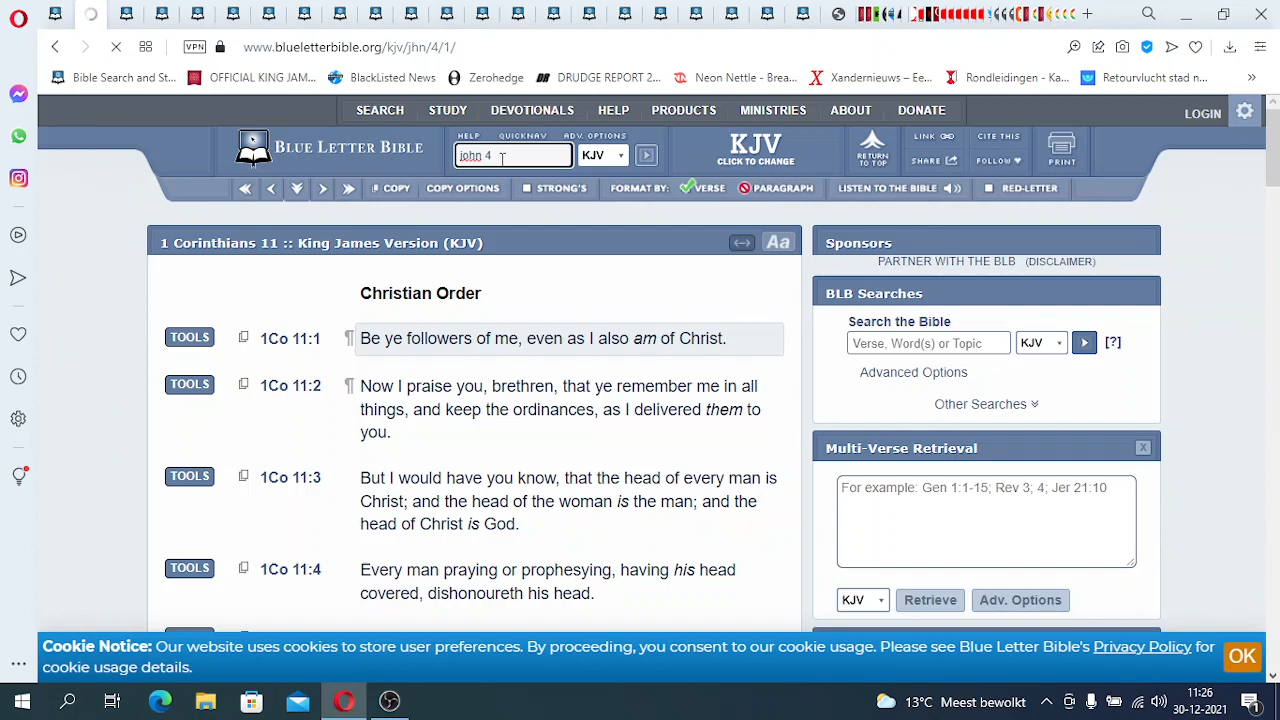 VPN
www.blueletterbible.org/kjv/jhn/4/1/
Bible Search and St...
OFFICIAL KING JAM...
BlackListed News
Zerohedge
DRUDGE REPORT 2...
Neon Nettle - Brea...
Xandernieuws – Ee...
Rondleidingen - Ka...
Retourvlucht stad n...
SEARCH
STUDY
DEVOTIONALS
HELP
PRODUCTS
MINISTRIES
ABOUT
DONATE
LOGIN
BLUE LETTER BIBLE
HELP
QUICKNAV
ADV. OPTIONS
john 4
KJV
KJV
CLICK TO CHANGE
RETURN
TO TOP
LINK
SHARE
CITE THIS
FOLLOW
PRINT
COPY
COPY OPTIONS
STRONG'S
FORMAT BY:
VERSE
PARAGRAPH
LISTEN TO THE BIBLE
RED-LETTER
1 Corinthians 11 :: King James Version (KJV)
Aa
Christian Order
TOOLS
1Co 11:1
¶ Be ye followers of me, even as I also am of Christ.
TOOLS
1Co 11:2
¶ Now I praise you, brethren, that ye remember me in all
things, and keep the ordinances, as I delivered them to
you.
TOOLS
1Co 11:3
But I would have you know, that the head of every man is
Christ; and the head of the woman is the man; and the
head of Christ is God.
TOOLS
1Co 11:4
Every man praying or prophesying, having his head
covered, dishonoureth his head.
Sponsors
PARTNER WITH THE BLB (DISCLAIMER)
BLB Searches
Search the Bible
Verse, Word(s) or Topic
KJV
[?]
Advanced Options
Other Searches
Multi-Verse Retrieval
X
For example: Gen 1:1-15; Rev 3; 4; Jer 21:10
KJV
Retrieve
Adv. Options
Cookie Notice: Our website uses cookies to store user preferences. By proceeding, you consent to our cookie usage. Please see Blue Letter Bible's Privacy Policy for
cookie usage details.
OK
13°C Meest bewolkt
11:26
30-12-2021